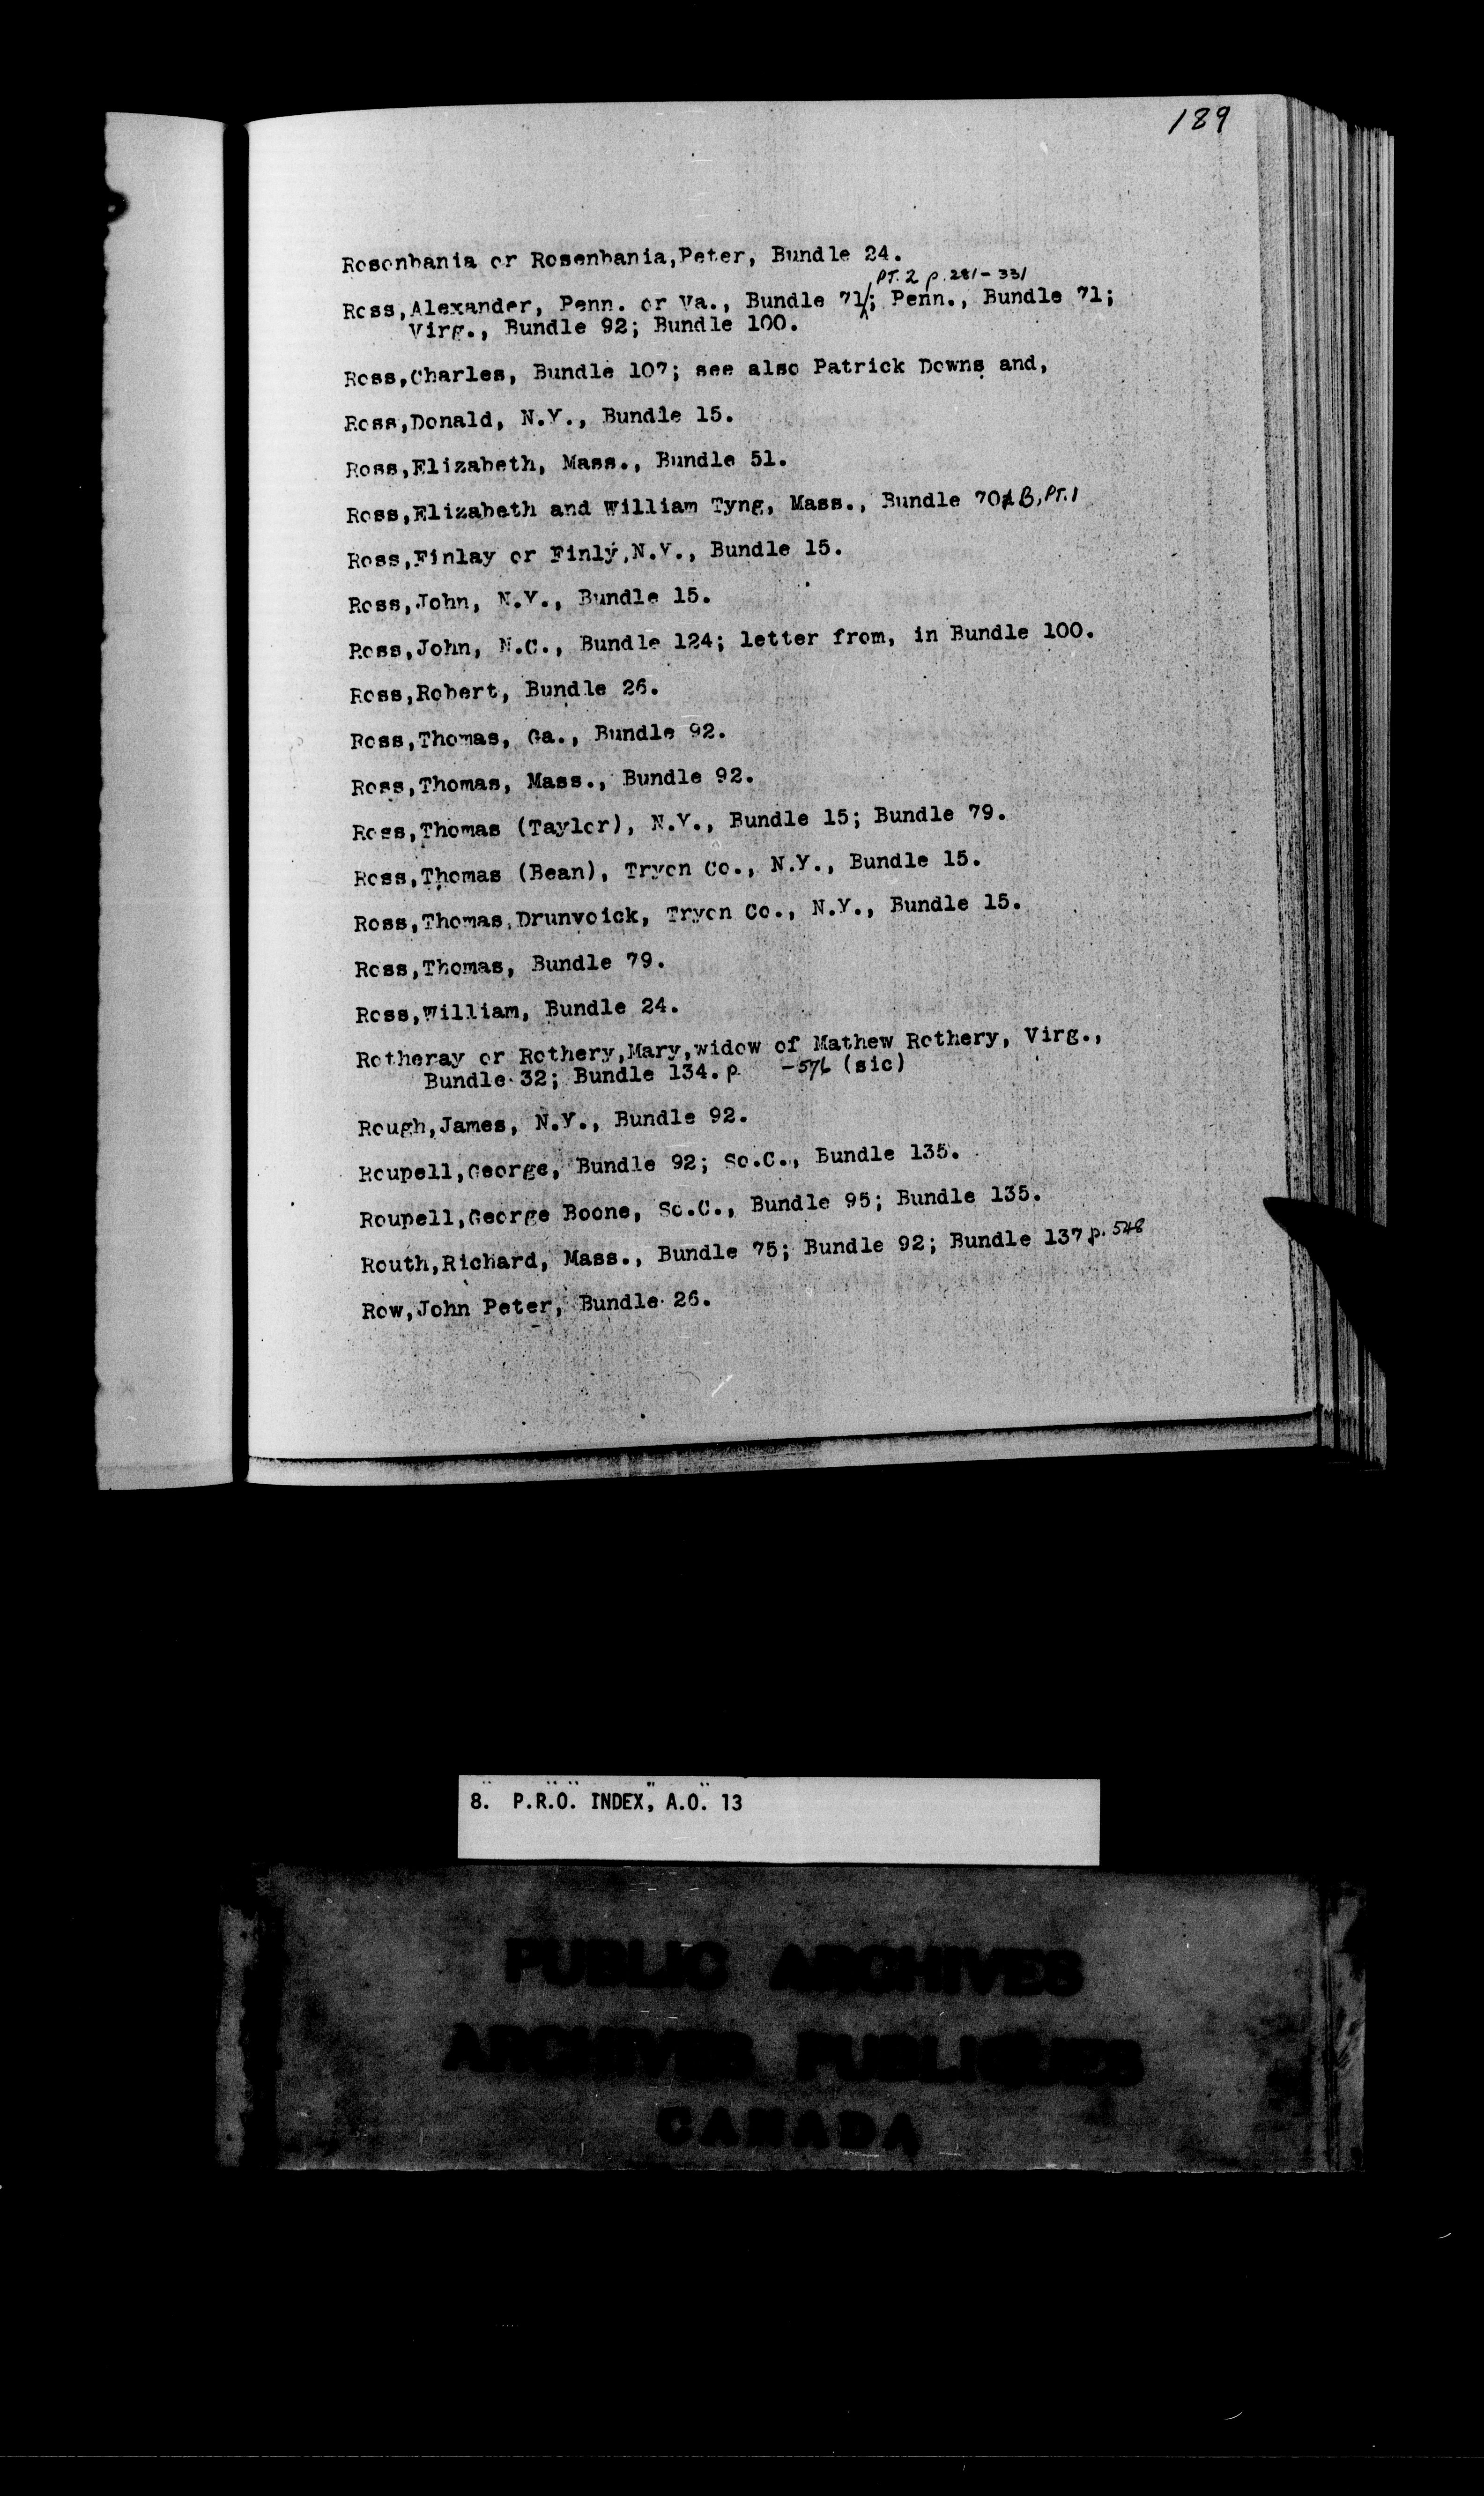 189
Rosonbania or Rosenbania,Peter, Bundle 24.
PT. 2 p. 281-331
Ross,Alexander, Penn. or Va., Bundle 71; Penn., Bundle 71;
Virg., Bundle 92; Bundle 100.
Ross,Charles, Bundle 107; see also Patrick Downs and,
Ross,Donald, N.Y., Bundle 15.
Ross,Elizabeth, Mass., Bundle 51.
Ross,Elizabeth and William Tyng, Mass., Bundle 70 B, PT.1
Ross,Finlay or Finly,N.Y., Bundle 15.
Ross,John, N.Y., Bundle 15.
Ross,John, N.C., Bundle 124; letter from, in Bundle 100.
Ross,Robert, Bundle 26.
Ross,Thomas, Ga., Bundle 92.
Ross,Thomas, Mass., Bundle 92.
Ross,Thomas (Taylor), N.Y., Bundle 15; Bundle 79.
Ross,Thomas (Bean), Tryon Co., N.Y., Bundle 15.
Ross,Thomas,Drunvoick, Tryon Co., N.Y., Bundle 15.
Ross,Thomas, Bundle 79.
Ross,William, Bundle 24.
Rotheray or Rothery,Mary,widow of Mathew Rothery, Virg.,
Bundle 32; Bundle 134. p (sic)
Rough,James, N.Y., Bundle 92.
Roupell,George, Bundle 92; So.C., Bundle 135.
Roupell,George Boone, So.C., Bundle 95; Bundle 135.
Routh,Richard, Mass., Bundle 75; Bundle 92; Bundle 137 p. 548
Row,John Peter, Bundle 26.
8. P.R.O. INDEX, A.O. 13
PUBLIC ARCHIVES
ARCHIVES PUBLIQUES
CANADA